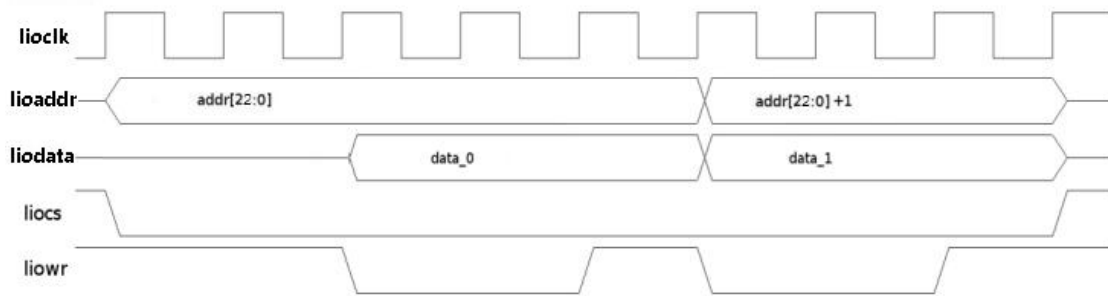 lioclk
lioaddr addr[22:0] addr[22:0]+1
liodata data_0 data_1
liocs
liowr